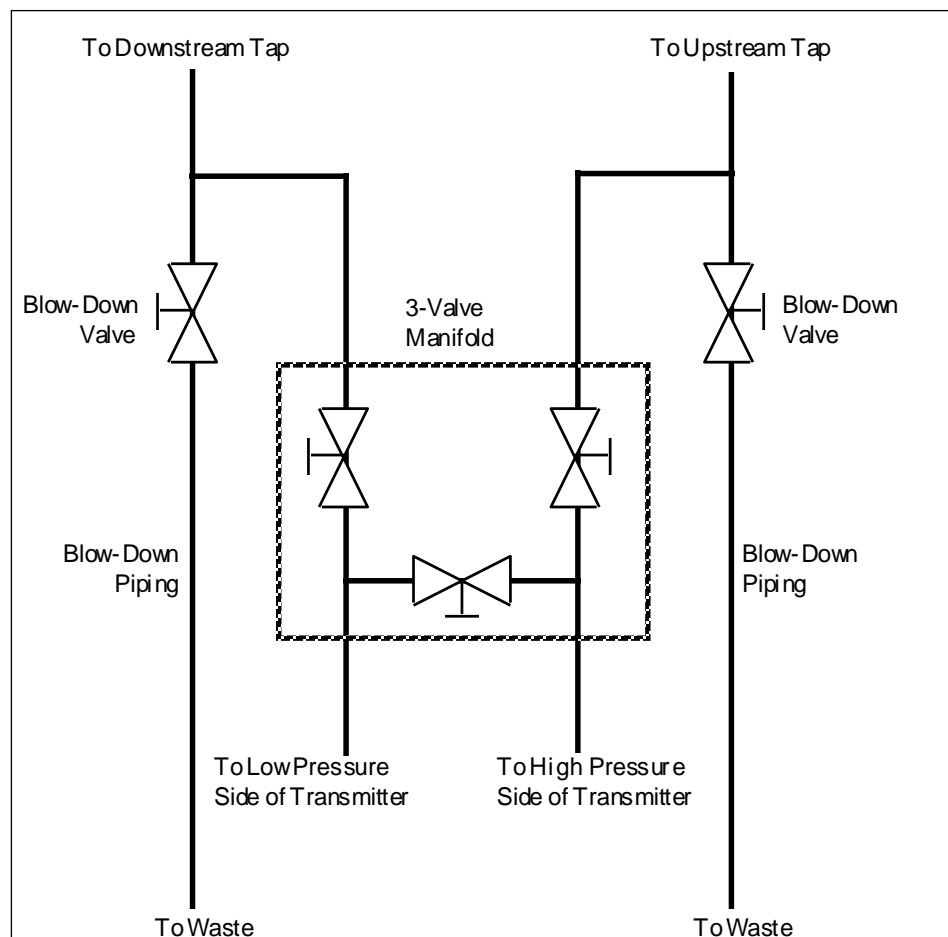 To Downstream Tap
To Upstream Tap
Blow-Down
Valve
3-Valve
Manifold
Blow-Down
Valve
Blow-Down
Piping
Blow-Down
Piping
To Low Pressure
Side of Transmitter
To High Pressure
Side of Transmitter
To Waste
To Waste